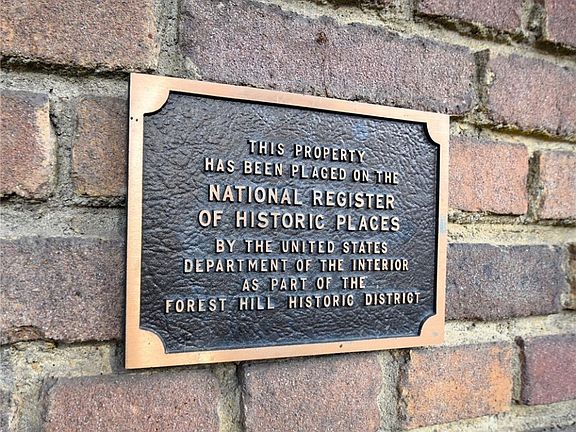 THIS PROPERTY
HAS BEEN PLACED ON THE
NATIONAL REGISTER
OF HISTORIC PLACES
BY THE UNITED STATES
DEPARTMENT OF THE INTERIOR
AS PART OF THE
FOREST HILL HISTORIC DISTRICT